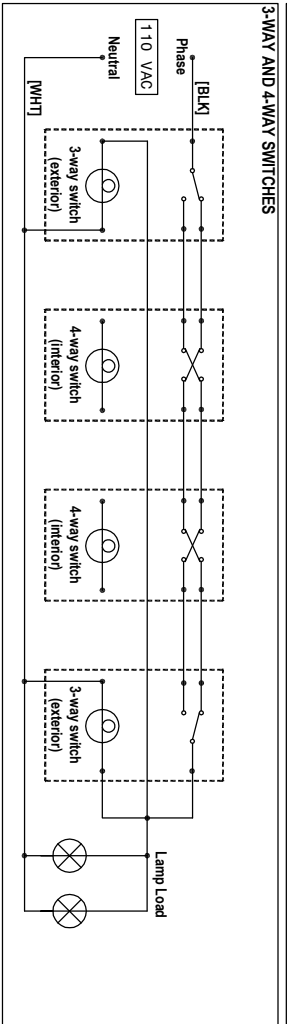 3-WAY AND 4-WAY SWITCHES
Phase
[BLK]
110 VAC
Neutral
[WHT]
3-way switch
(exterior)
4-way switch
(interior)
4-way switch
(interior)
3-way switch
(exterior)
Lamp Load